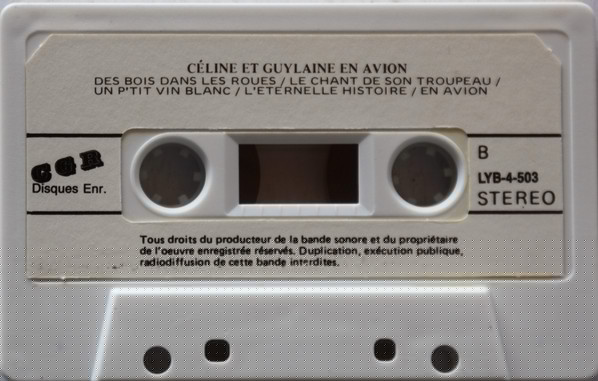 CÉLINE ET GUYLAINE EN AVION
DES BOIS DANS LES ROUES / LE CHANT DE SON TROUPEAU /
UN P'TIT VIN BLANC / L'ETERNELLE HISTOIRE / EN AVION
CGR
Disques Enr.
B
LYB-4-503
STEREO
Tous droits du producteur de la bande sonore et du propriétaire
de l'oeuvre enregistrée réservés. Duplication, exécution publique,
radiodiffusion de cette bande interdites.